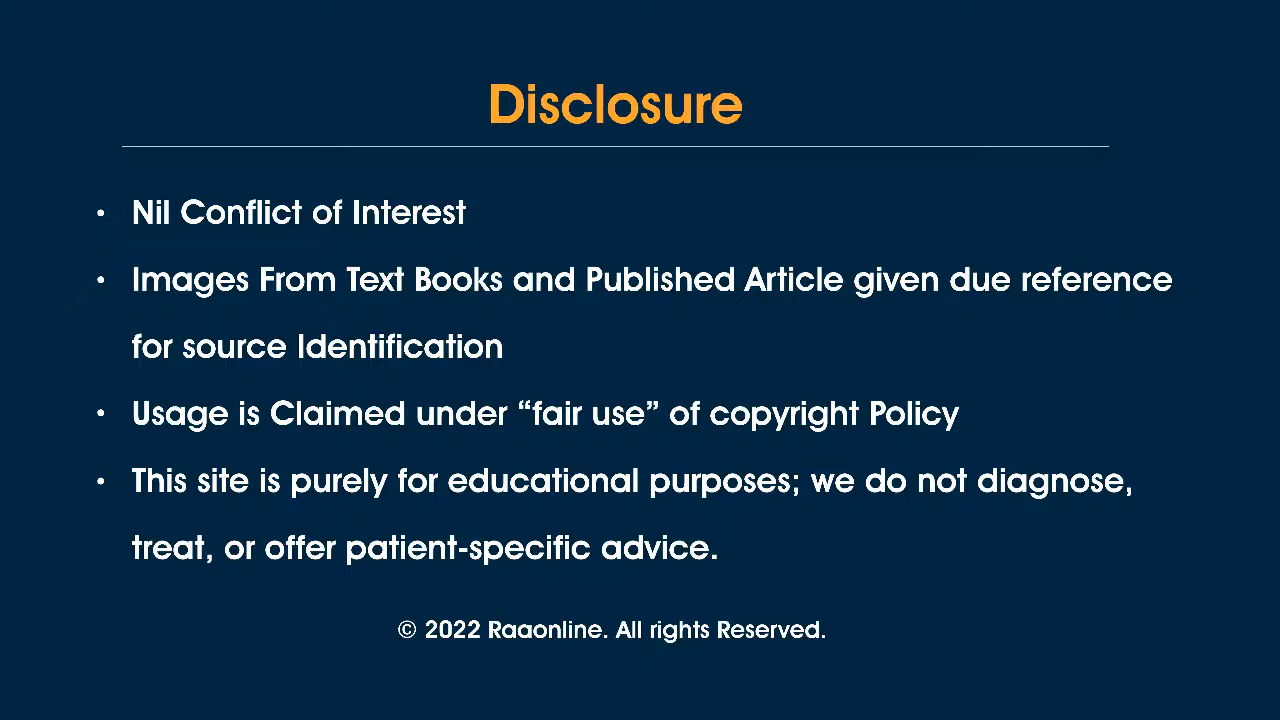 Disclosure
• Nil Conflict of Interest
• Images From Text Books and Published Article given due reference
for source Identification
• Usage is Claimed under “fair use” of copyright Policy
• This site is purely for educational purposes; we do not diagnose,
treat, or offer patient-specific advice.
© 2022 Raaonline. All rights Reserved.